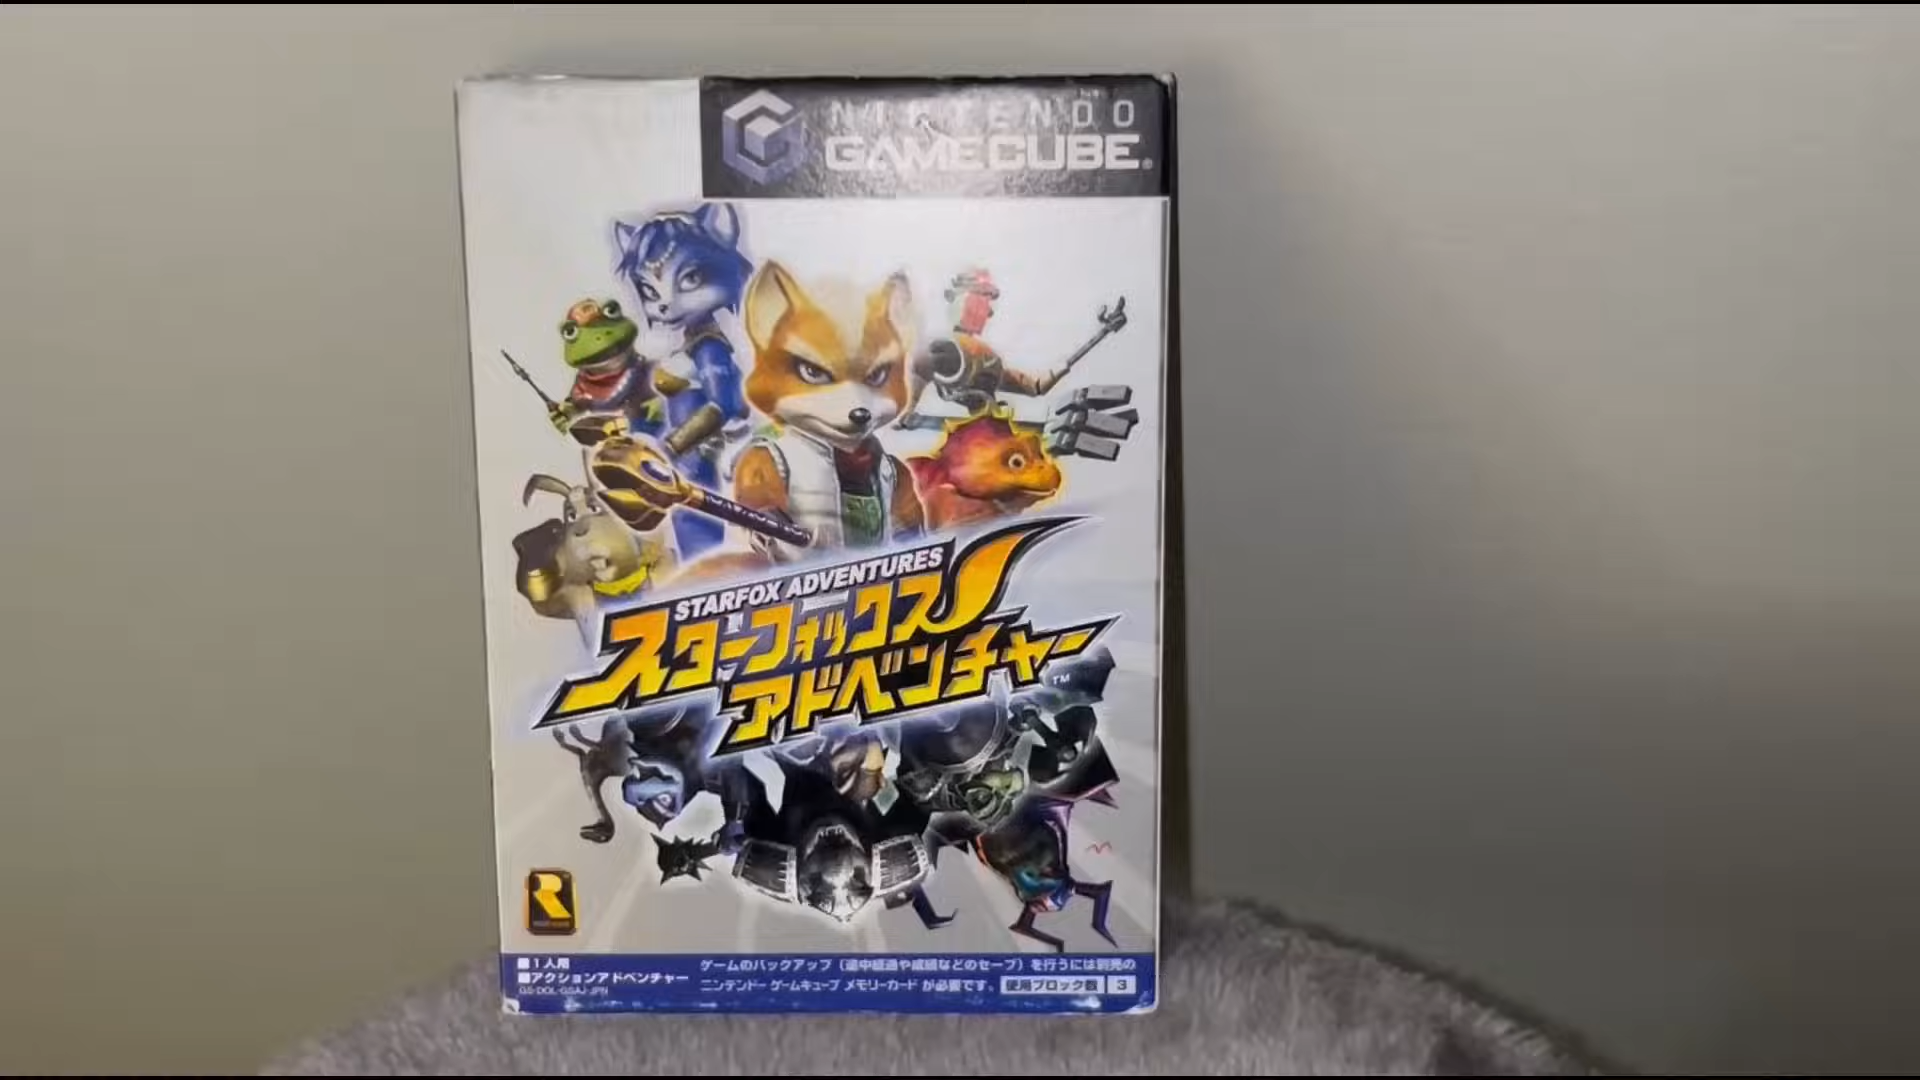 NINTENDO
GAMECUBE®
STARFOX ADVENTURES
スターフォックス
アドベンチャー™
■1人用
■アクションアドベンチャー
GS-DOL-GSAJ-JPN
ゲームのバックアップ（途中経過や成績などのセーブ）を行うには別売の
ニンテンドー ゲームキューブ メモリーカード が必要です。 使用ブロック数 3